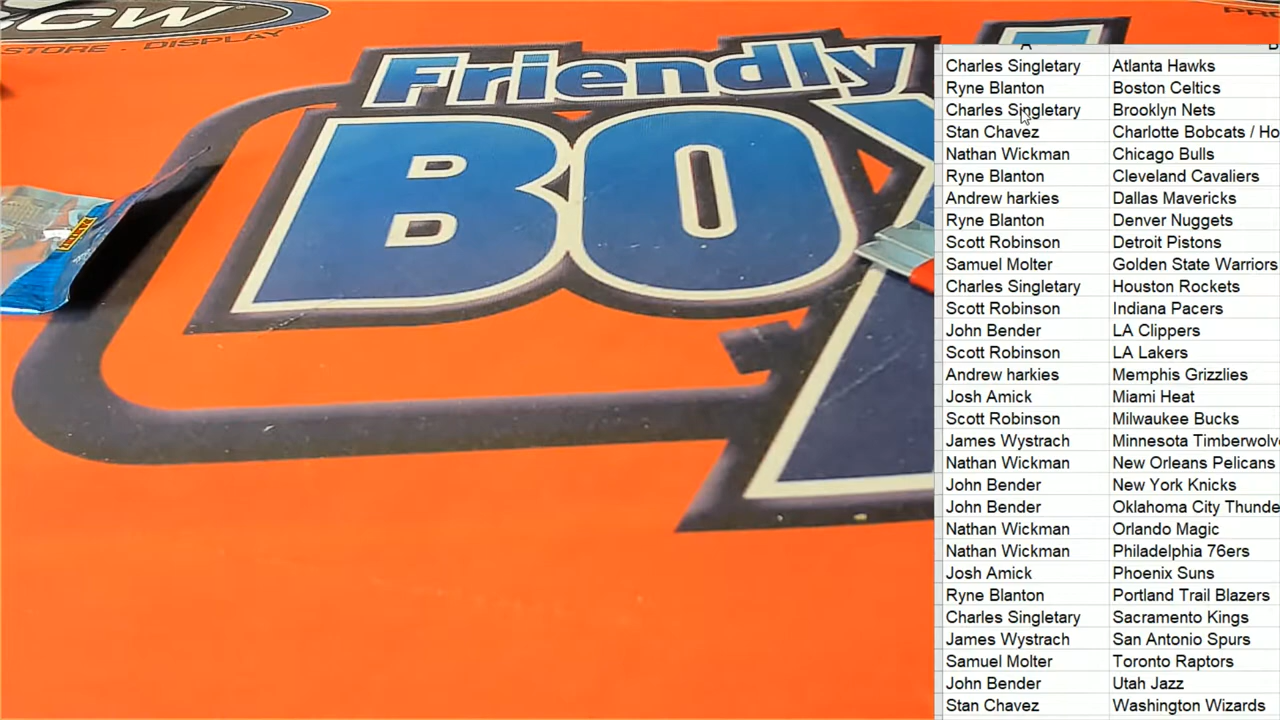 CW
STORE - DISPLAY
Friendly
BO
PANINI
A
Charles Singletary Atlanta Hawks
Ryne Blanton Boston Celtics
Charles Singletary Brooklyn Nets
Stan Chavez Charlotte Bobcats / Ho
Nathan Wickman Chicago Bulls
Ryne Blanton Cleveland Cavaliers
Andrew harkies Dallas Mavericks
Ryne Blanton Denver Nuggets
Scott Robinson Detroit Pistons
Samuel Molter Golden State Warriors
Charles Singletary Houston Rockets
Scott Robinson Indiana Pacers
John Bender LA Clippers
Scott Robinson LA Lakers
Andrew harkies Memphis Grizzlies
Josh Amick Miami Heat
Scott Robinson Milwaukee Bucks
James Wystrach Minnesota Timberwolv
Nathan Wickman New Orleans Pelicans
John Bender New York Knicks
John Bender Oklahoma City Thunde
Nathan Wickman Orlando Magic
Nathan Wickman Philadelphia 76ers
Josh Amick Phoenix Suns
Ryne Blanton Portland Trail Blazers
Charles Singletary Sacramento Kings
James Wystrach San Antonio Spurs
Samuel Molter Toronto Raptors
John Bender Utah Jazz
Stan Chavez Washington Wizards